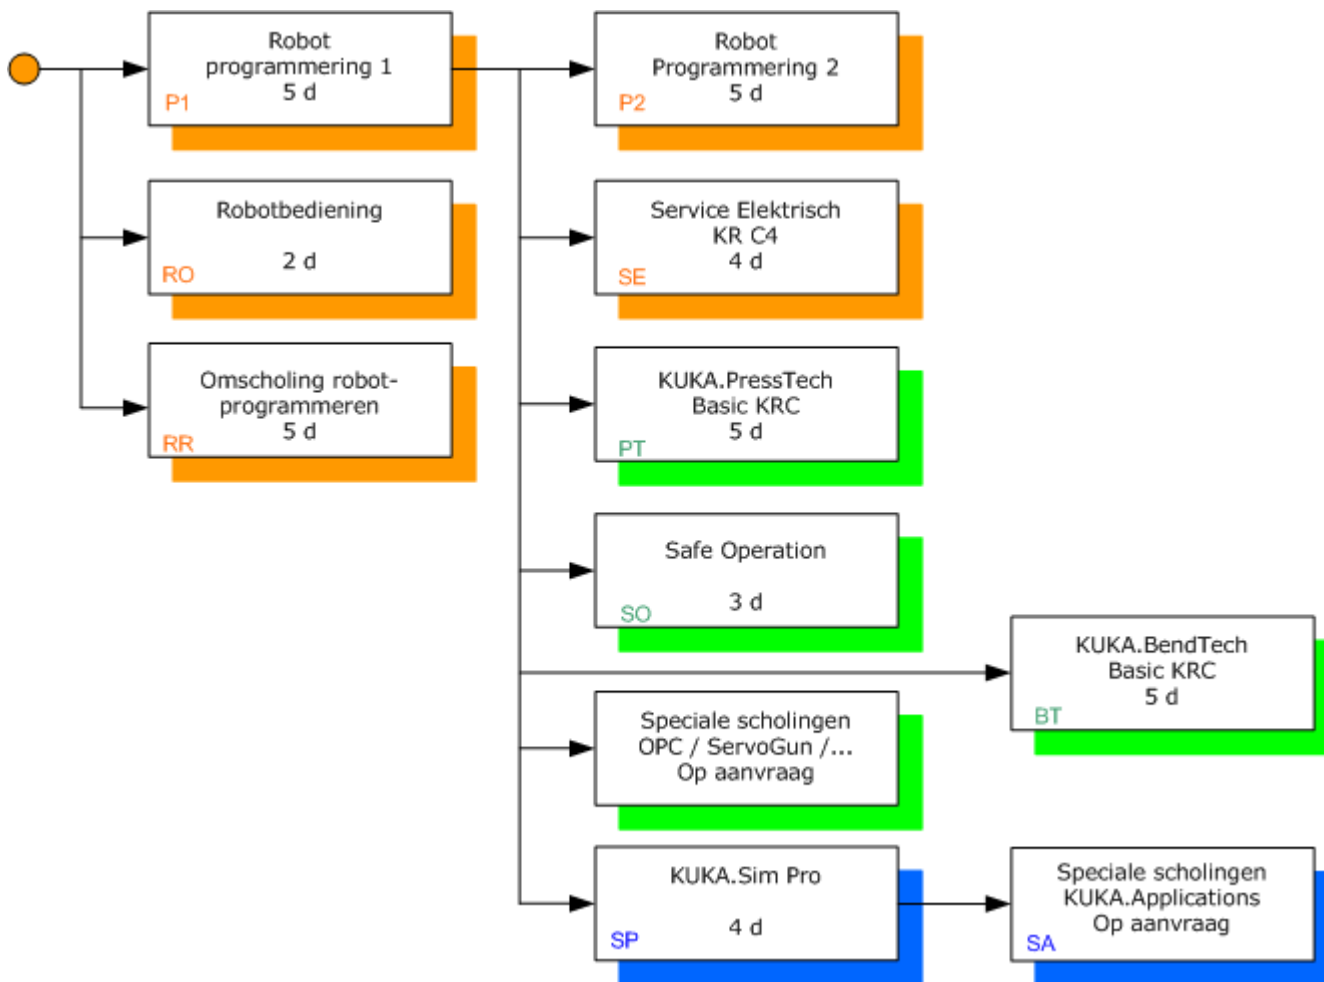 Robot
programmering 1
5 d
P1
Robot
Programmering 2
5 d
P2
Robotbediening
2 d
RO
Service Elektrisch
KR C4
4 d
SE
Omscholing robot-
programmeren
5 d
RR
KUKA.PressTech
Basic KRC
5 d
PT
Safe Operation
3 d
SO
KUKA.BendTech
Basic KRC
5 d
BT
Speciale scholingen
OPC / ServoGun /...
Op aanvraag
KUKA.Sim Pro
4 d
SP
Speciale scholingen
KUKA.Applications
Op aanvraag
SA